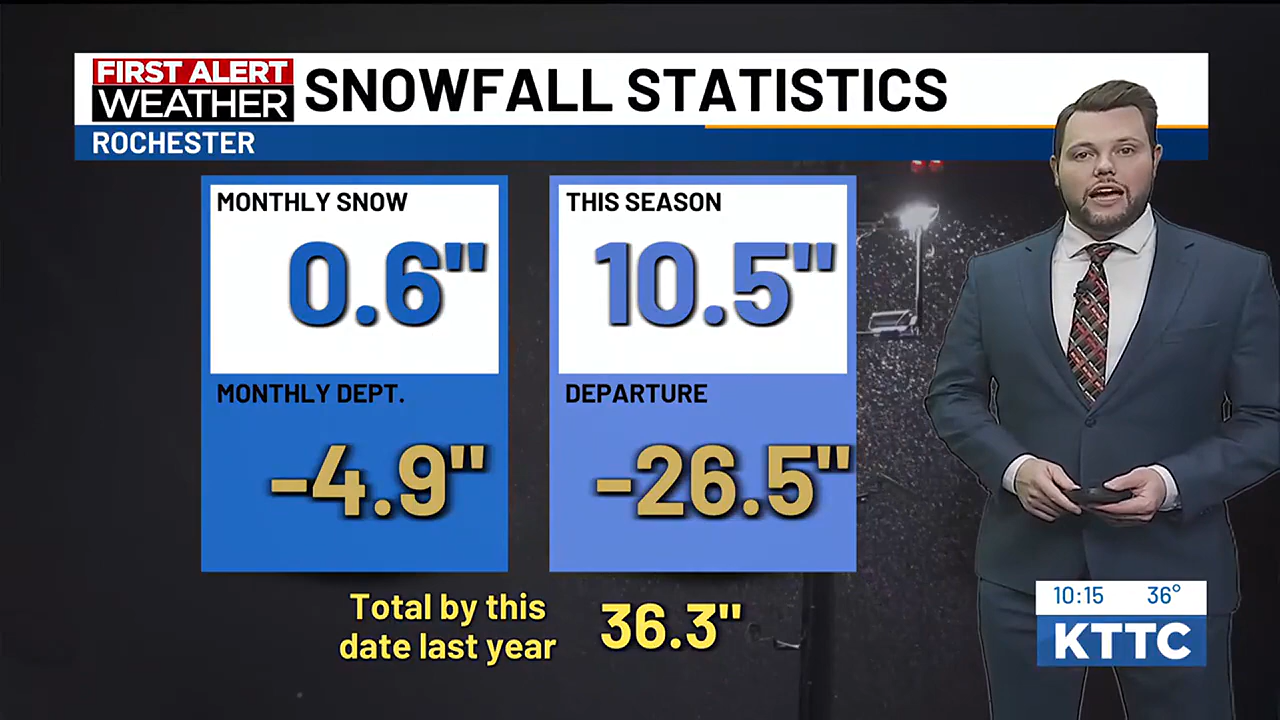 FIRST ALERT
WEATHER
SNOWFALL STATISTICS
ROCHESTER
MONTHLY SNOW
0.6"
MONTHLY DEPT.
-4.9"
THIS SEASON
10.5"
DEPARTURE
-26.5"
Total by this
date last year
36.3"
10:15 36°
KTTC